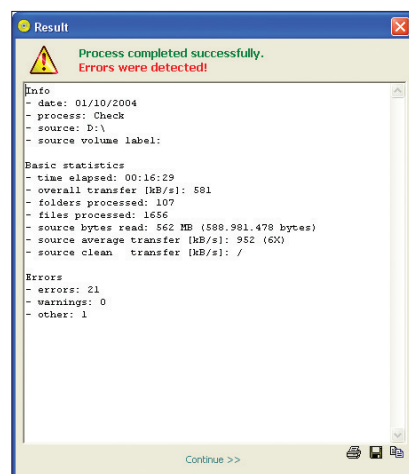 Result
Process completed successfully.
Errors were detected!
Info
- date: 01/10/2004
- process: Check
- source: D:\
- source volume label:
Basic statistics
- time elapsed: 00:16:29
- overall transfer [kB/s]: 581
- folders processed: 107
- files processed: 1656
- source bytes read: 562 MB (588.981.478 bytes)
- source average transfer [kB/s]: 952 (6X)
- source clean  transfer [kB/s]: /
Errors
- errors: 21
- warnings: 0
- other: 1
Continue >>